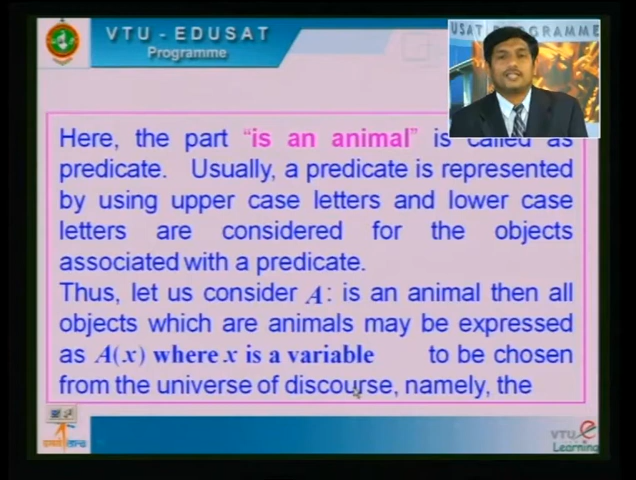 VTU - EDUSAT
Programme
USAT PROGRAMME
Here, the part "is an animal" is called as
predicate. Usually, a predicate is represented
by using upper case letters and lower case
letters are considered for the objects
associated with a predicate.
Thus, let us consider A: is an animal then all
objects which are animals may be expressed
as A(x) where x is a variable to be chosen
from the universe of discourse, namely, the
VTU e
Learning